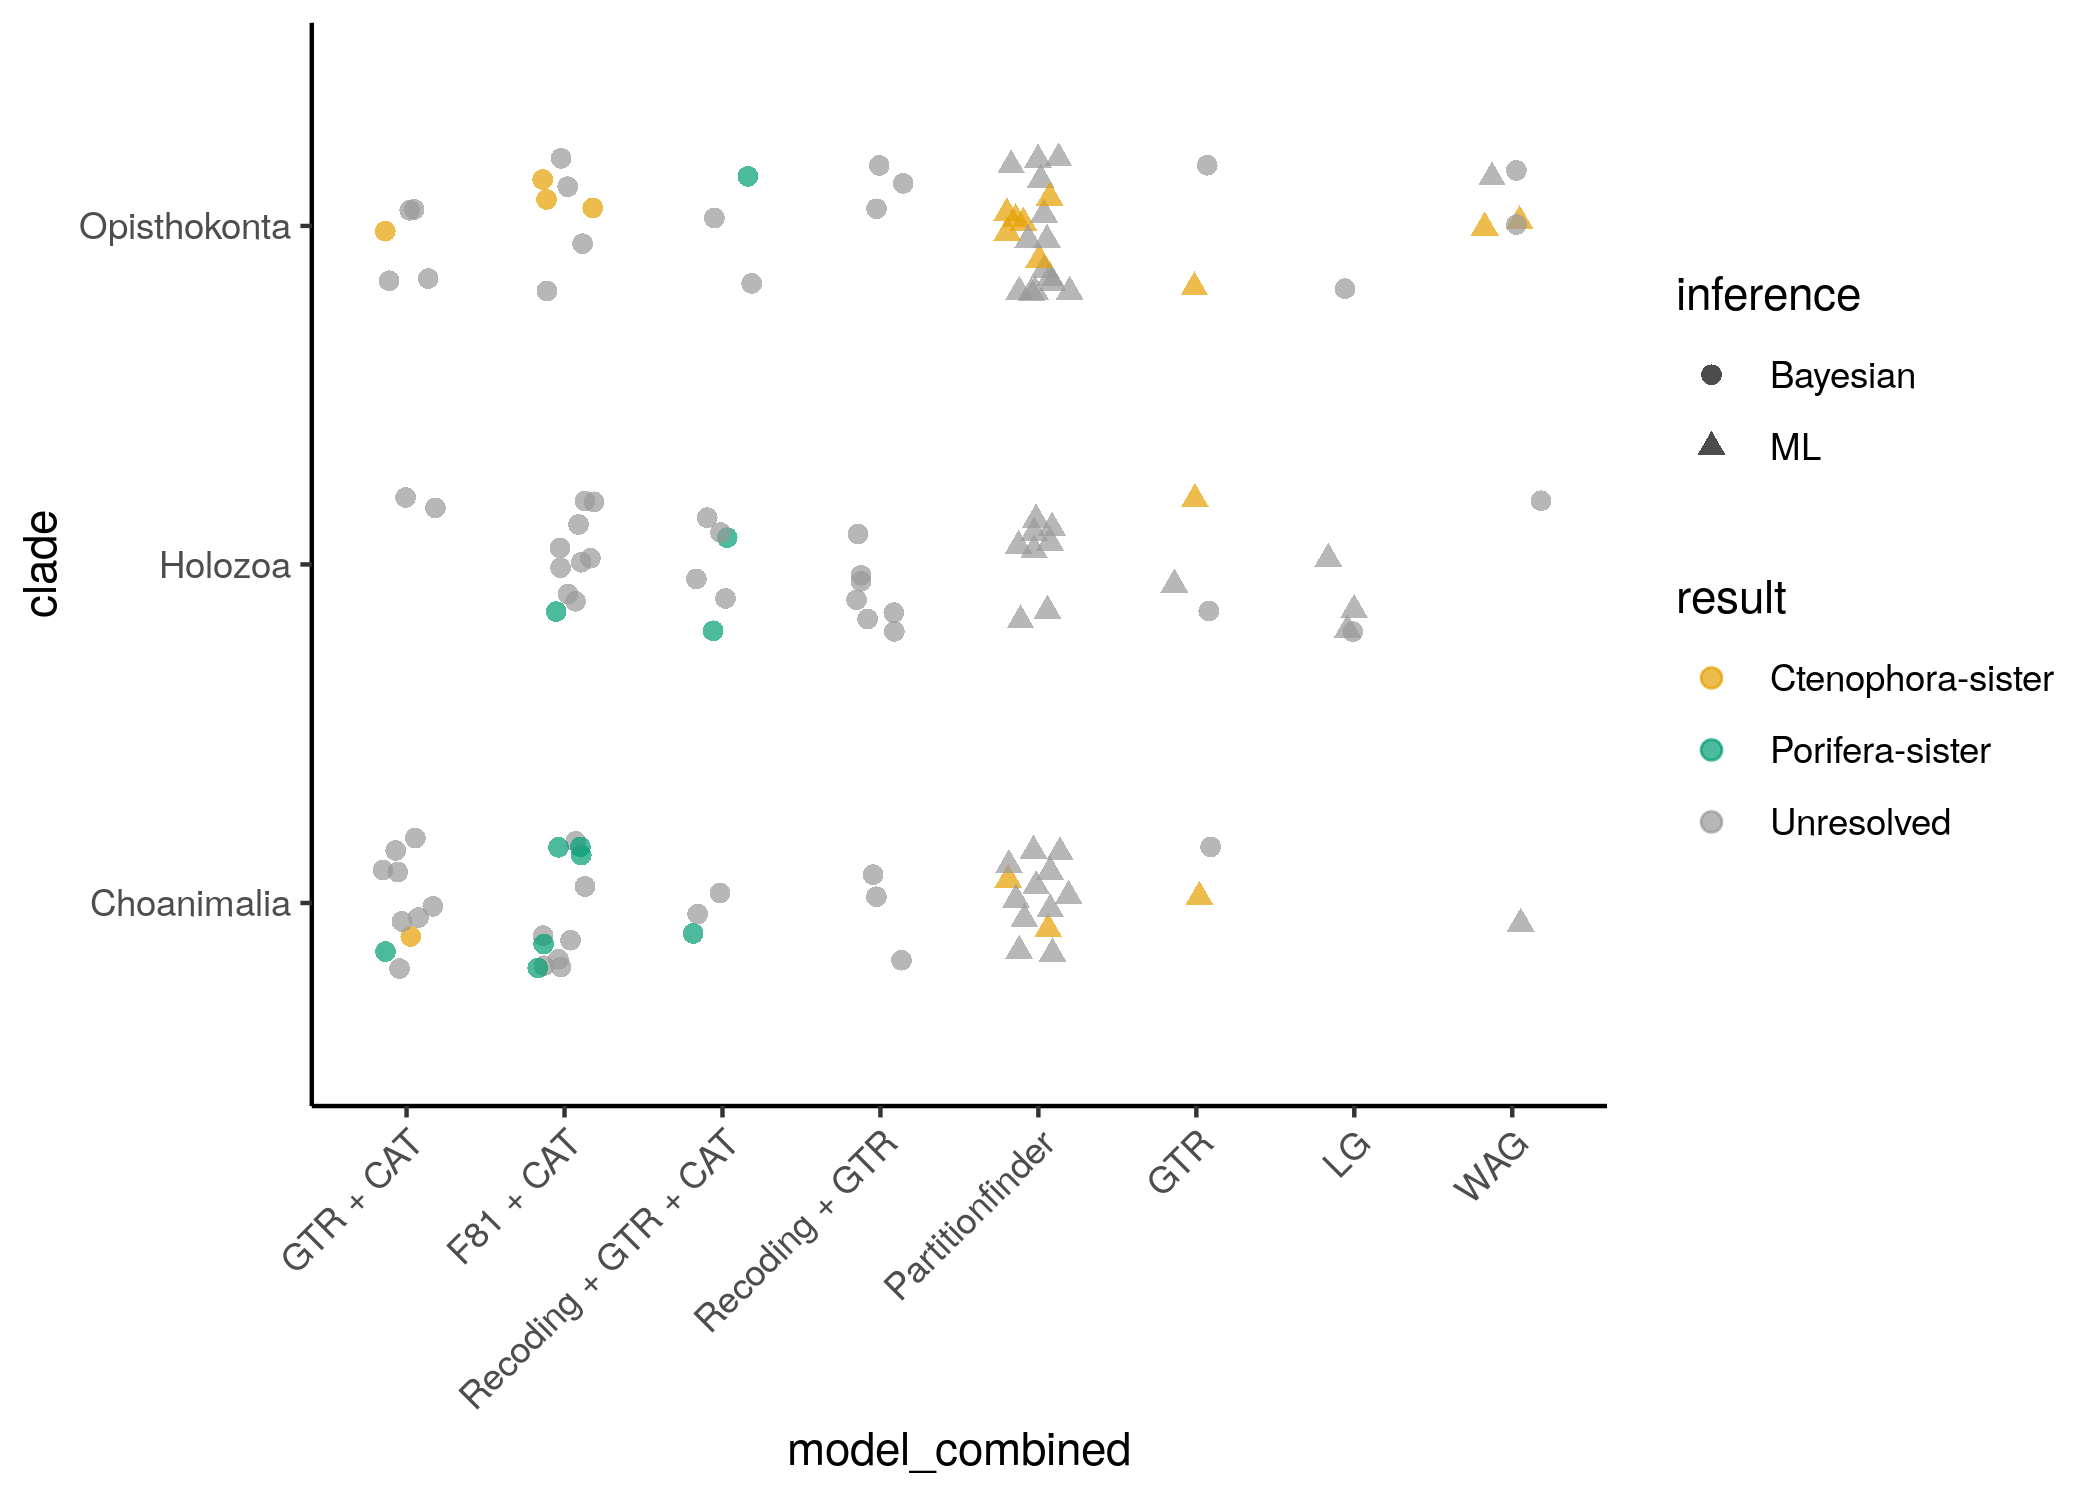 clade
Opisthokonta
Holozoa
Choanimalia
GTR + CAT
F81 + CAT
Recoding + GTR + CAT
Recoding + GTR
Partitionfinder
GTR
LG
WAG
model_combined
inference
Bayesian
ML
result
Ctenophora-sister
Porifera-sister
Unresolved